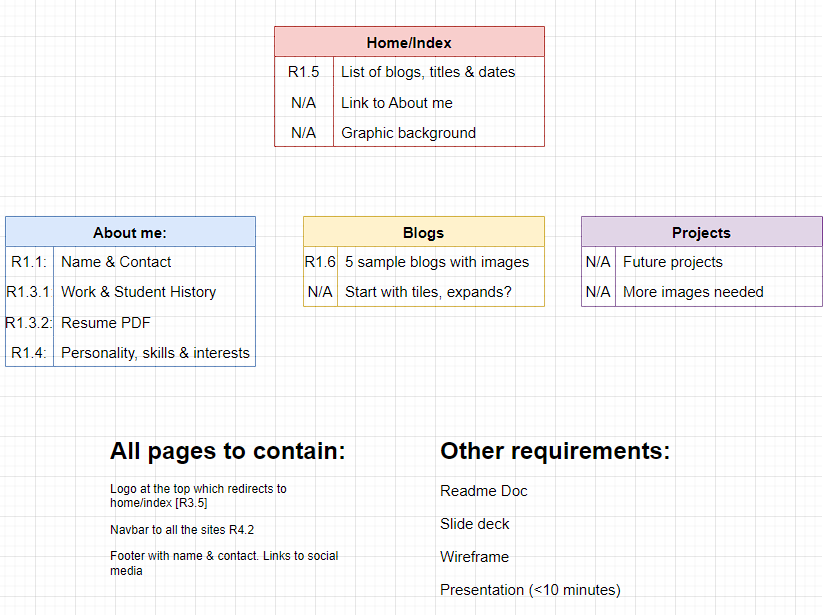 Home/Index
R1.5 List of blogs, titles & dates
N/A Link to About me
N/A Graphic background
About me:
R1.1: Name & Contact
R1.3.1 Work & Student History
R1.3.2: Resume PDF
R1.4: Personality, skills & interests
Blogs
R1.6 5 sample blogs with images
N/A Start with tiles, expands?
Projects
N/A Future projects
N/A More images needed
All pages to contain:
Logo at the top which redirects to
home/index [R3.5]
Navbar to all the sites R4.2
Footer with name & contact. Links to social
media
Other requirements:
Readme Doc
Slide deck
Wireframe
Presentation (<10 minutes)